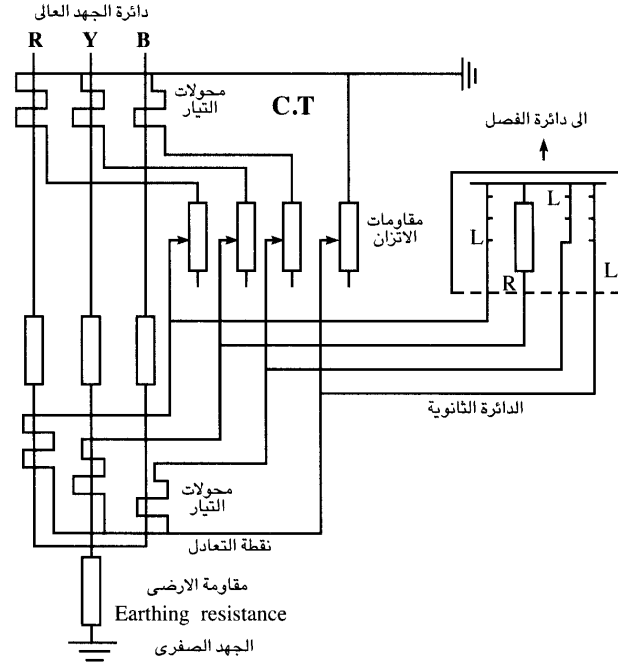 دائرة الجهد العالى
R Y B
محولات
التيار
C.T
الى دائرة الفصل
مقاومات
الاتزان
L
L
R
L
الدائرة الثانوية
محولات
التيار
نقطة التعادل
مقاومة الارضى
Earthing resistance
الجهد الصفرى